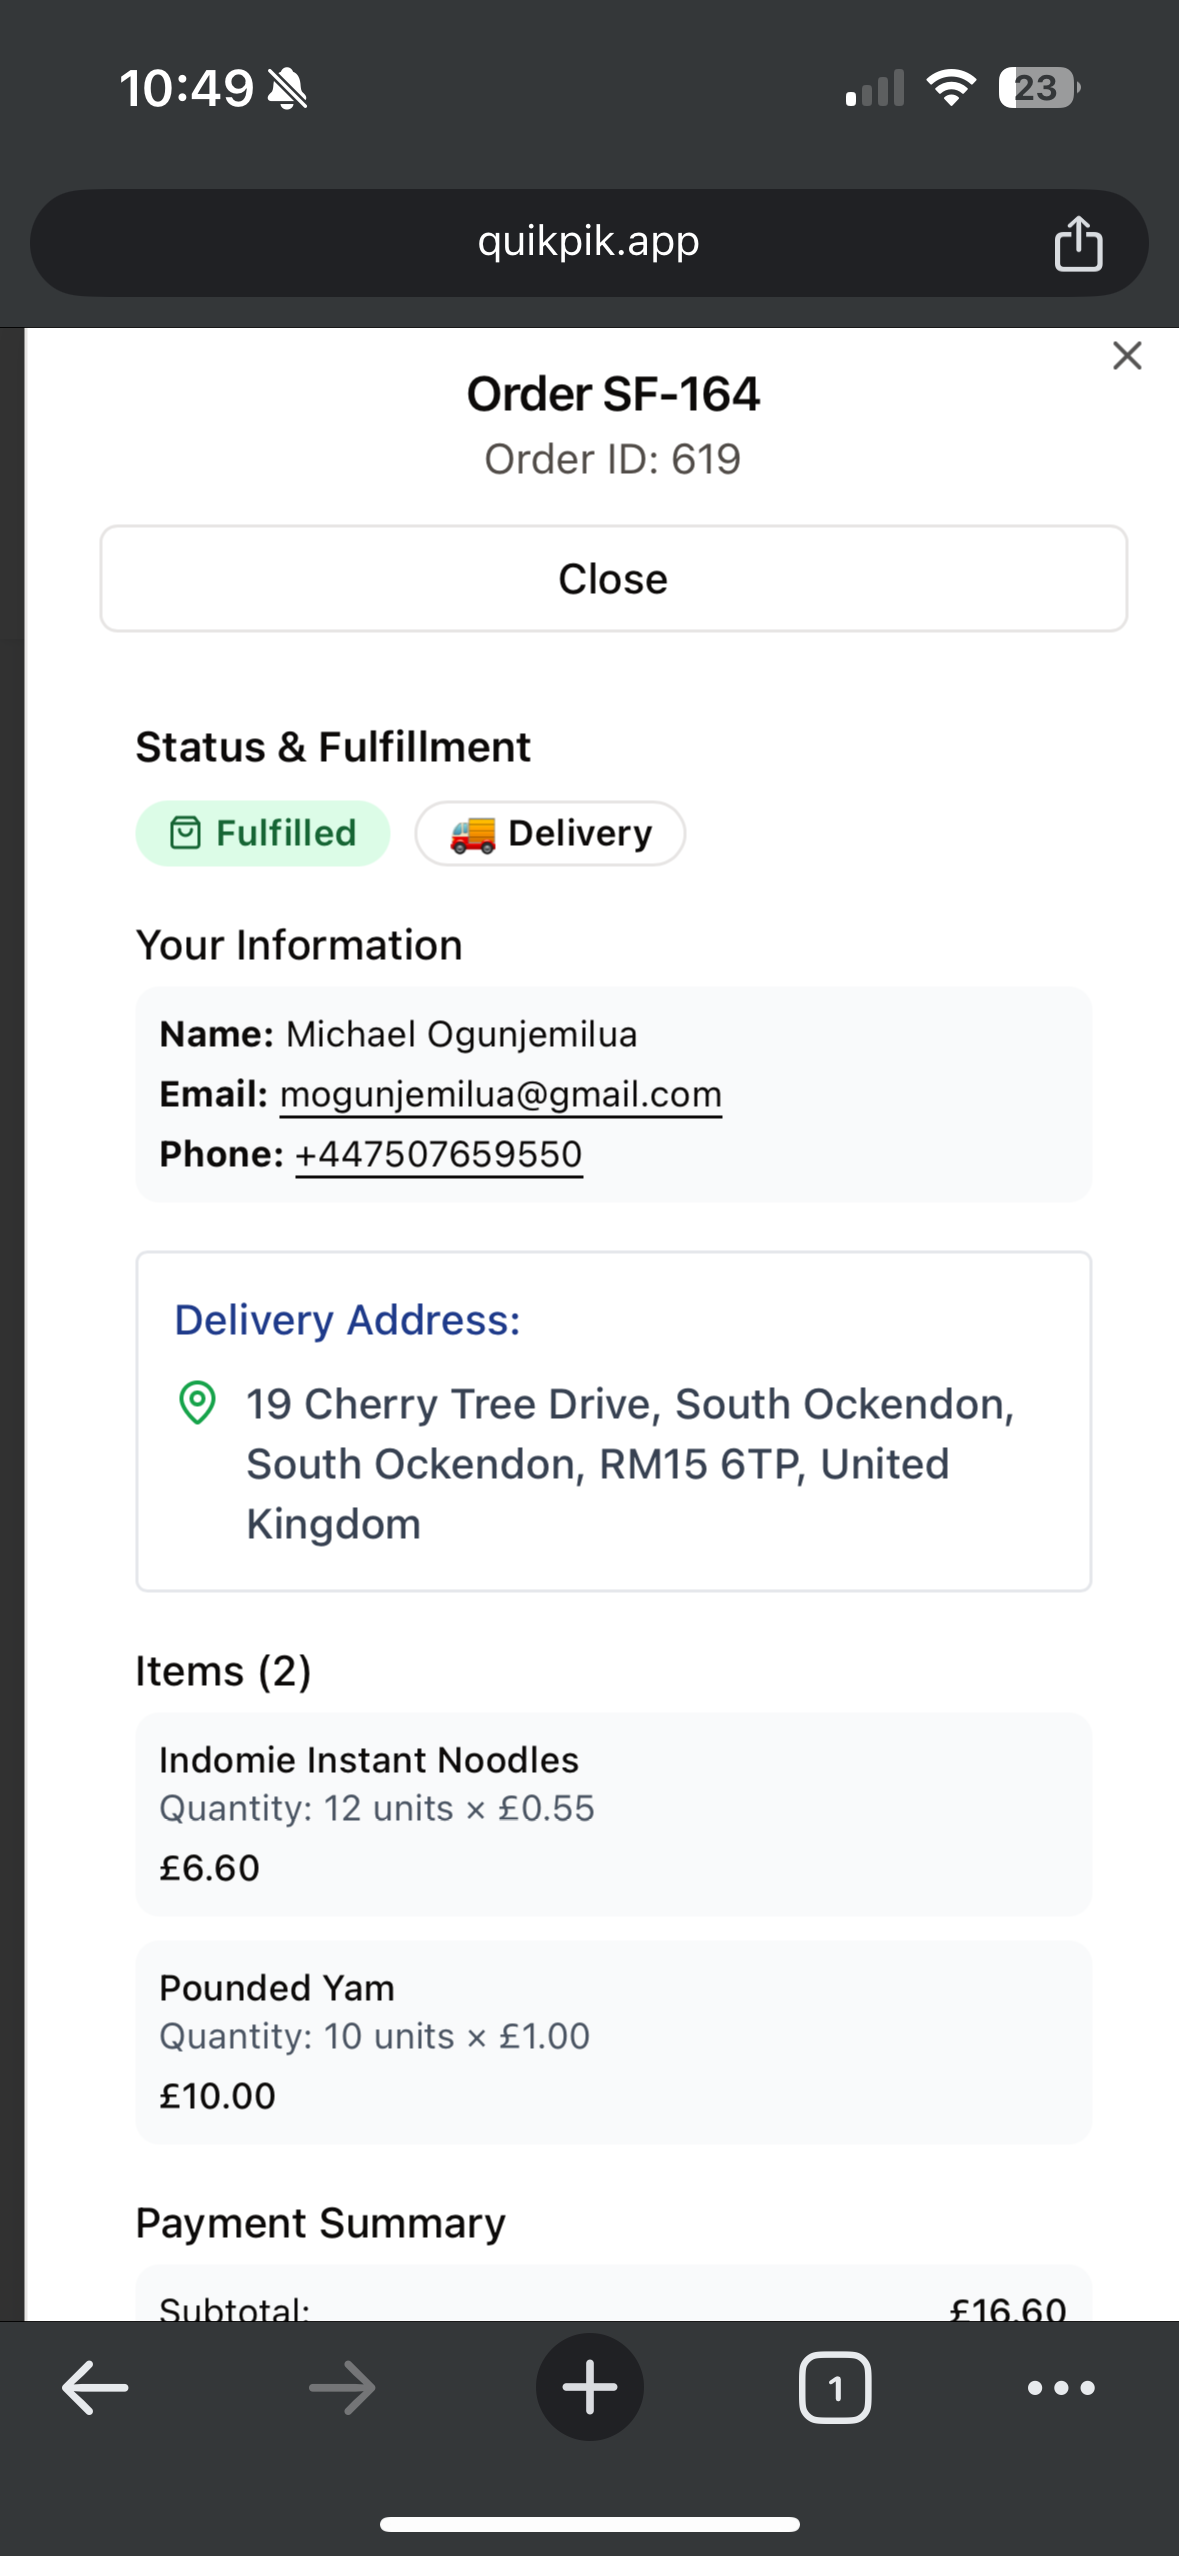 10:49
23
quikpik.app
Order SF-164
Order ID: 619
Close
Status & Fulfillment
Fulfilled
Delivery
Your Information
Name: Michael Ogunjemilua
Email: mogunjemilua@gmail.com
Phone: +447507659550
Delivery Address:
19 Cherry Tree Drive, South Ockendon,
South Ockendon, RM15 6TP, United
Kingdom
Items (2)
Indomie Instant Noodles
Quantity: 12 units × £0.55
£6.60
Pounded Yam
Quantity: 10 units × £1.00
£10.00
Payment Summary
Subtotal: £16.60
1